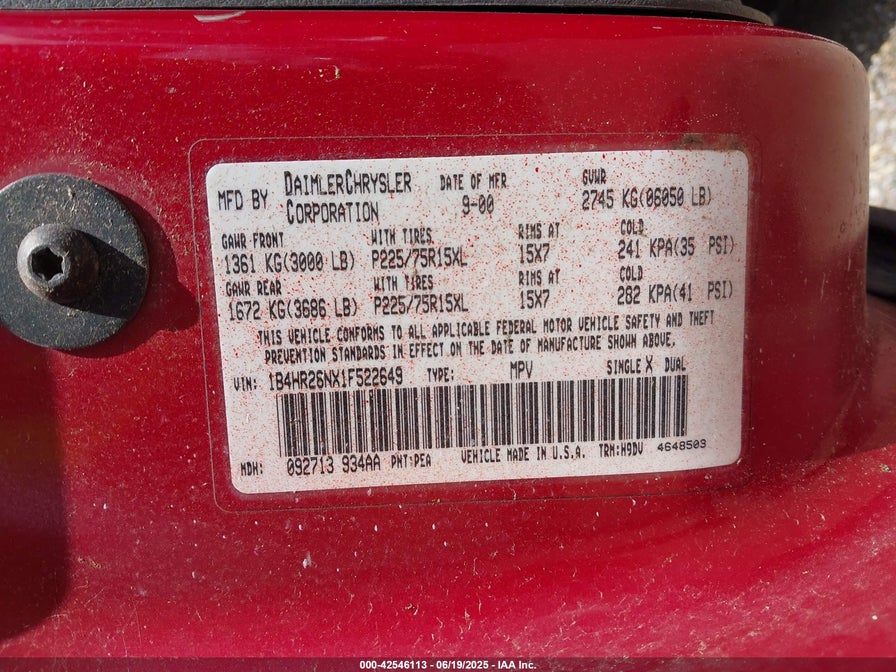 MFD BY DAIMLERCHRYSLER CORPORATION DATE OF MFR 9-00 GVWR 2745 KG(06050 LB)
GAWR FRONT WITH TIRES RIMS AT COLD
1361 KG(3000 LB) P225/75R15XL 15X7 241 KPA(35 PSI)
GAWR REAR WITH TIRES RIMS AT COLD
1672 KG(3686 LB) P225/75R15XL 15X7 282 KPA(41 PSI)
THIS VEHICLE CONFORMS TO ALL APPLICABLE FEDERAL MOTOR VEHICLE SAFETY AND THEFT
PREVENTION STANDARDS IN EFFECT ON THE DATE OF MANUFACTURE SHOWN ABOVE.
VIN: 1B4HR26NX1F522649 TYPE: MPV SINGLE X DUAL
MDH: 092713 934AA PNT:PEA VEHICLE MADE IN U.S.A. TRM:H9DV 4648503
000-42546113 - 06/19/2025 - IAA Inc.